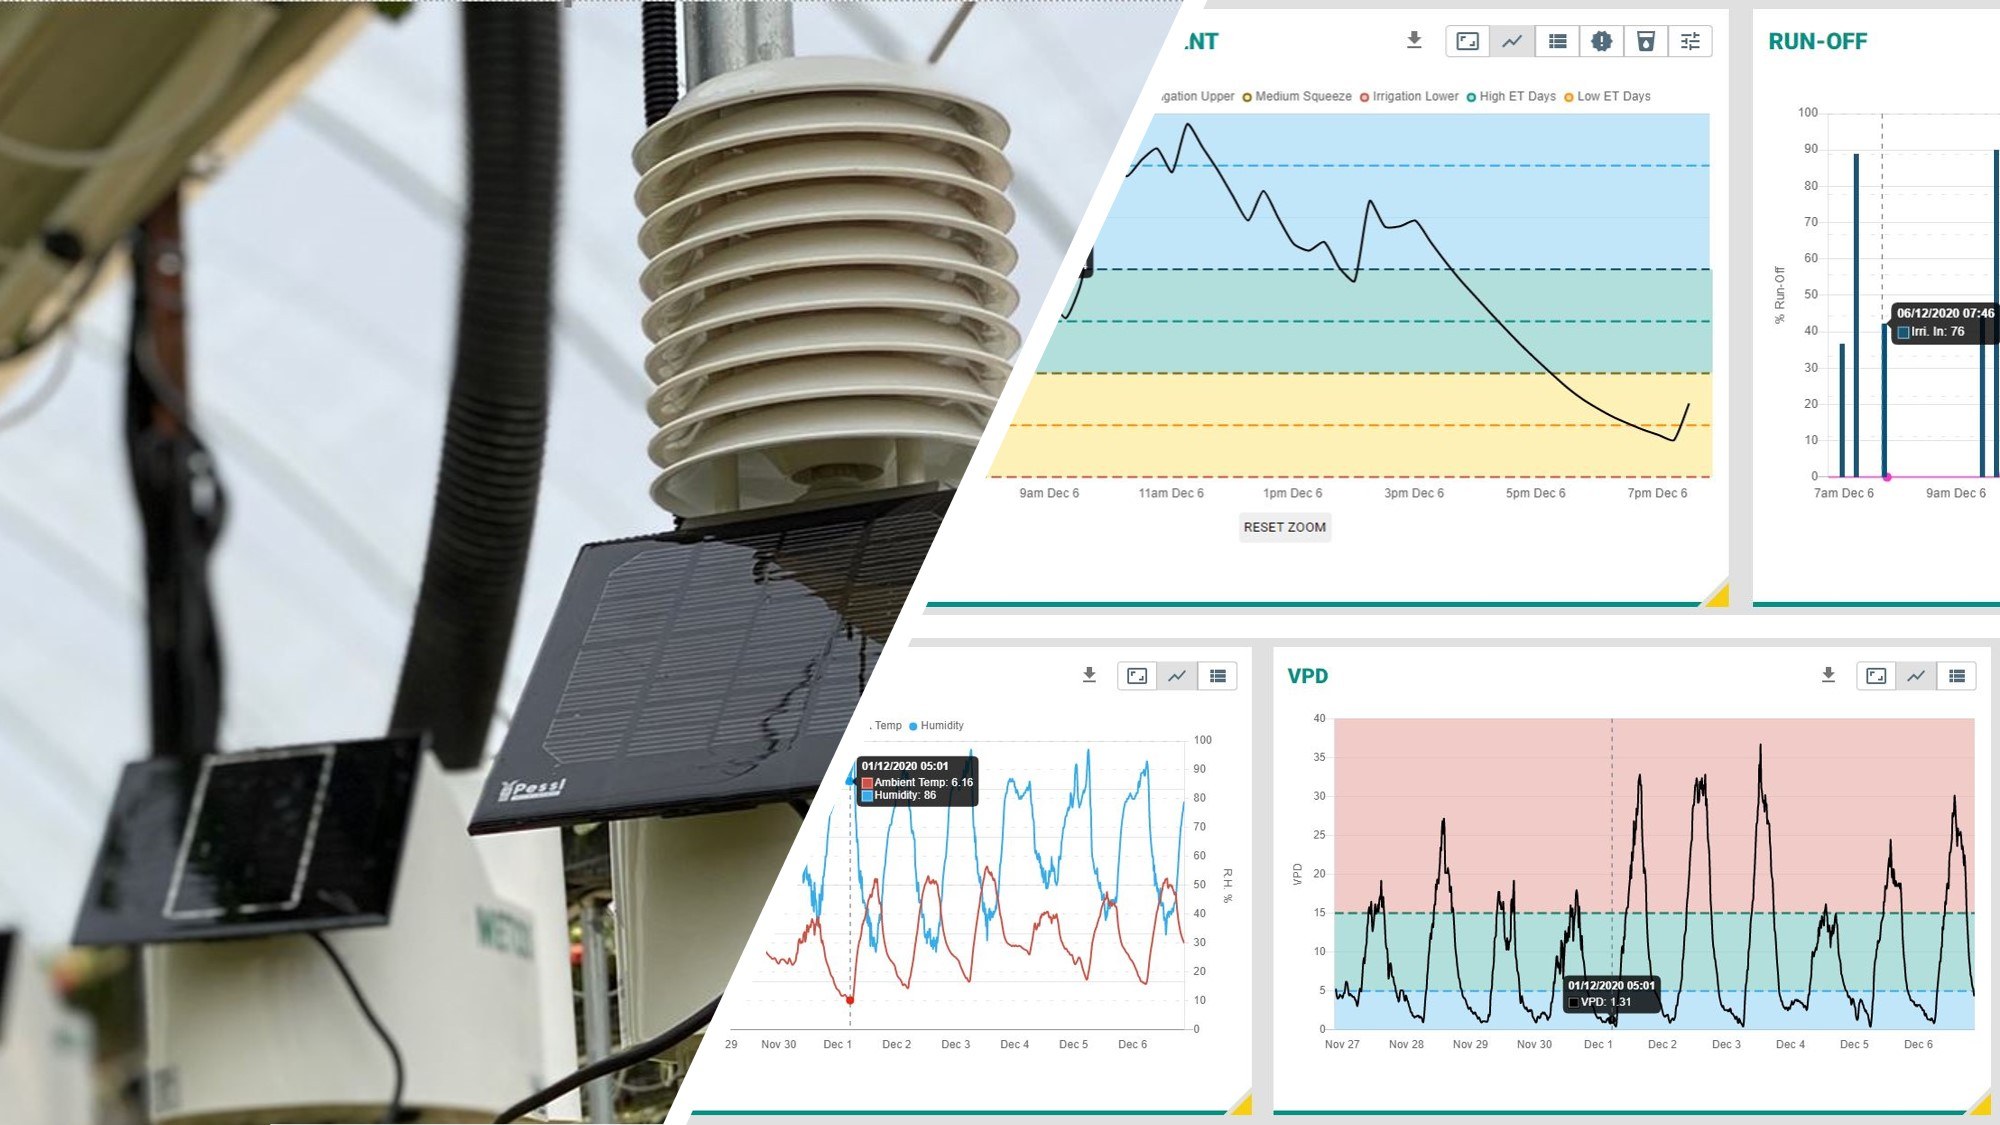 Pessl
RUN-OFF
Medium Squeeze
Irrigation Lower
High ET Days
Low ET Days
9am Dec 6
11am Dec 6
1pm Dec 6
3pm Dec 6
5pm Dec 6
7pm Dec 6
RESET ZOOM
100
90
80
70
60
50
40
30
20
10
0
% Run-Off
06/12/2020 07:46
Irri. In: 76
7am Dec 6
9am Dec 6
Temp
Humidity
01/12/2020 05:01
Ambient Temp: 6.16
Humidity: 86
100
90
80
70
60
50
40
30
20
10
0
R.H. %
29
Nov 30
Dec 1
Dec 2
Dec 3
Dec 4
Dec 5
Dec 6
VPD
40
35
30
25
20
15
10
5
0
VPD
01/12/2020 05:01
VPD: 1.31
Nov 27
Nov 28
Nov 29
Nov 30
Dec 1
Dec 2
Dec 3
Dec 4
Dec 5
Dec 6